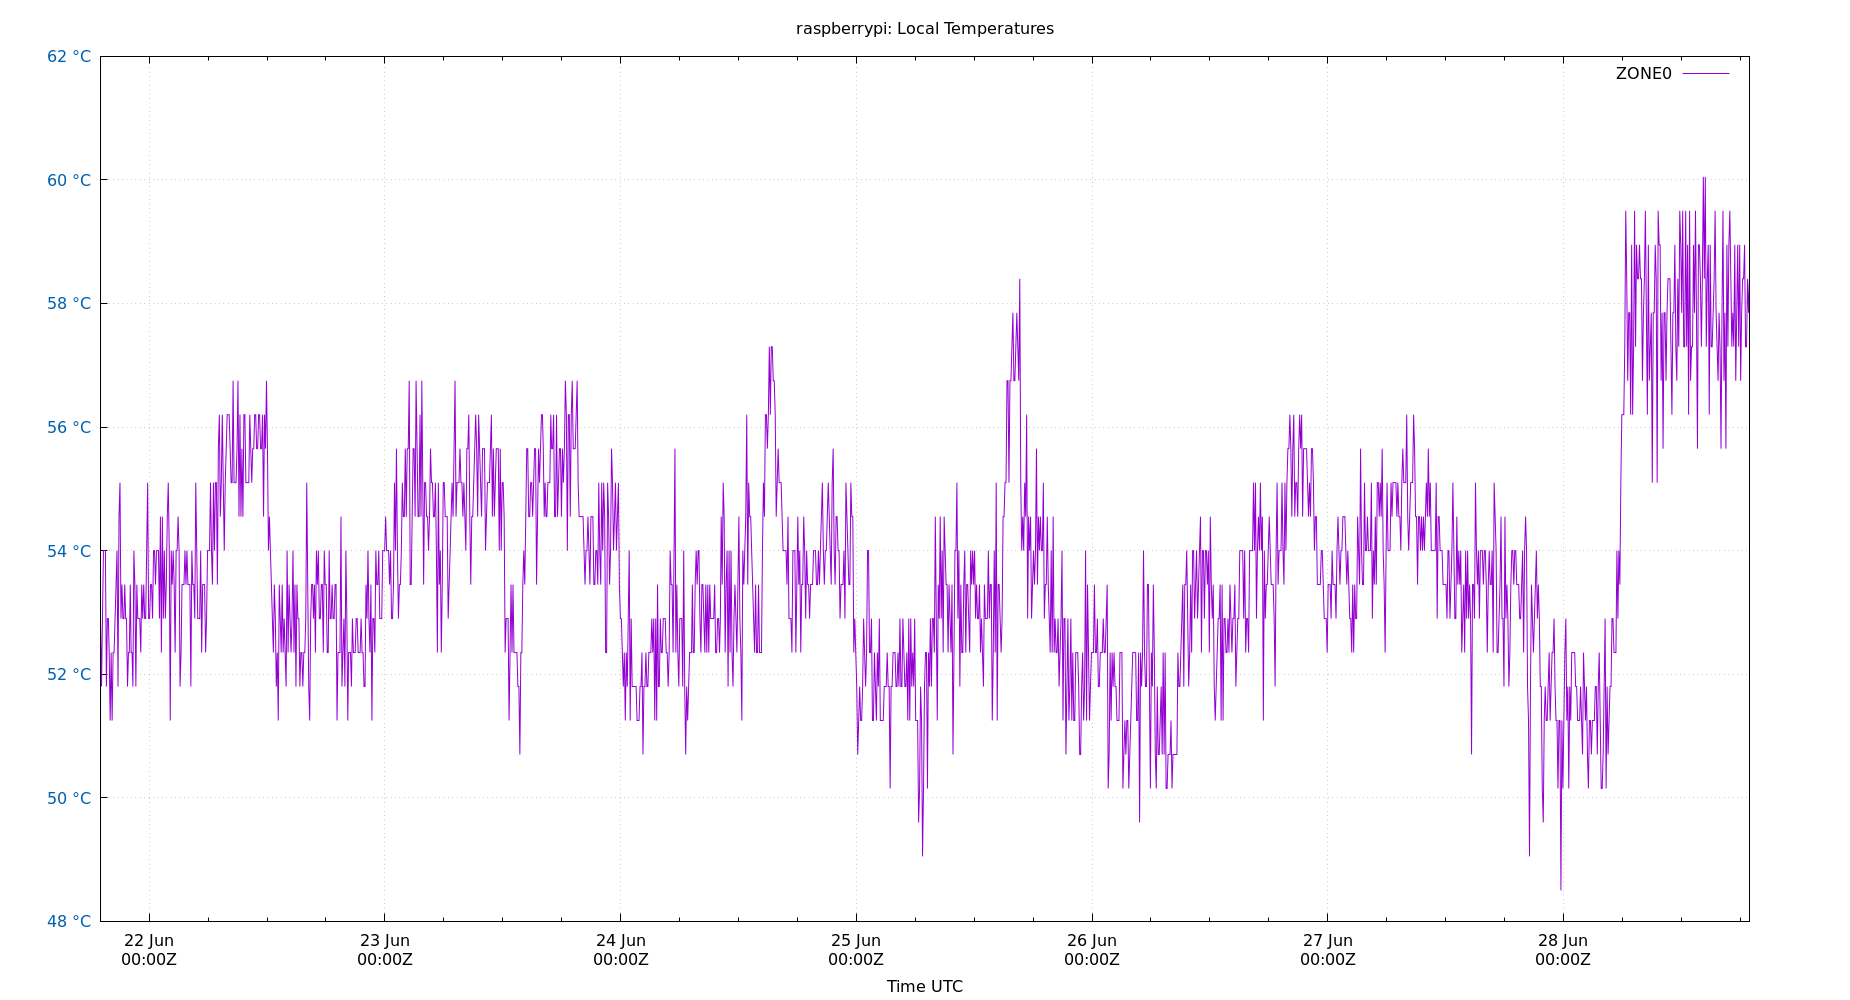 raspberrypi: Local Temperatures
ZONE0
62 °C
60 °C
58 °C
56 °C
54 °C
52 °C
50 °C
48 °C
22 Jun 23 Jun 24 Jun 25 Jun 26 Jun 27 Jun 28 Jun
00:00Z 00:00Z 00:00Z 00:00Z 00:00Z 00:00Z 00:00Z
Time UTC